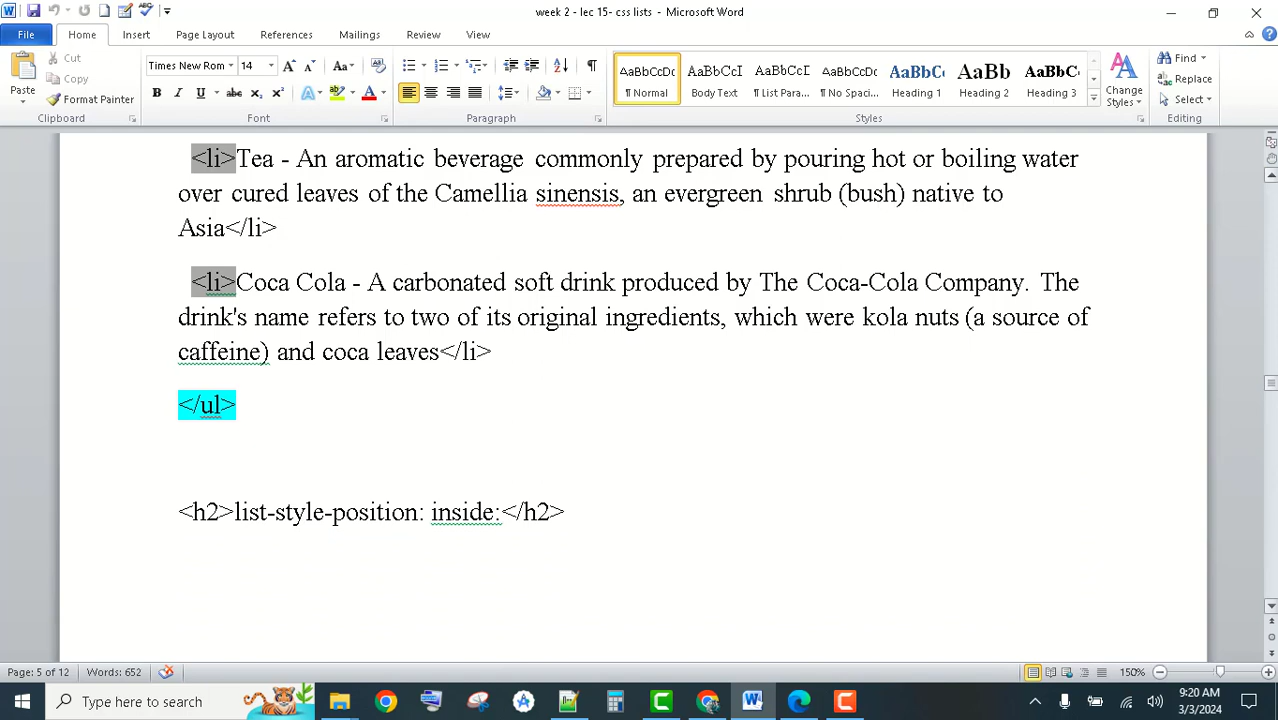 week 2 - lec 15- css lists - Microsoft Word
File Home Insert Page Layout References Mailings Review View
Paste
Cut
Copy
Format Painter
Clipboard
Times New Rom 14
Font
Paragraph
AaBbCcDc AaBbCcI AaBbCcI AaBbCcDc AaBbCc AaBb AaBbC
¶ Normal Body Text ¶ List Para... ¶ No Spaci... Heading 1 Heading 2 Heading 3
Change Styles
Styles
Find
Replace
Select
Editing
<li>Tea - An aromatic beverage commonly prepared by pouring hot or boiling water
over cured leaves of the Camellia sinensis, an evergreen shrub (bush) native to
Asia</li>
<li>Coca Cola - A carbonated soft drink produced by The Coca-Cola Company. The
drink's name refers to two of its original ingredients, which were kola nuts (a source of
caffeine) and coca leaves</li>
</ul>
<h2>list-style-position: inside:</h2>
Page: 5 of 12 Words: 652 150%
Type here to search
9:20 AM
3/3/2024